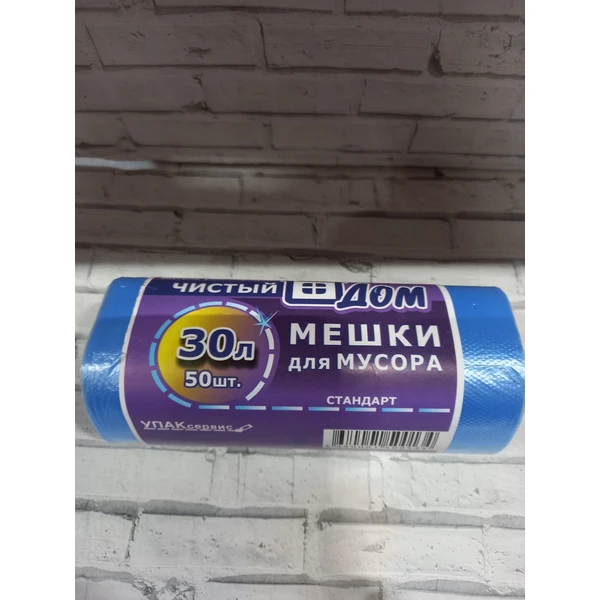 ЧИСТЫЙ ДОМ
30л
50шт.
МЕШКИ
для МУСОРА
СТАНДАРТ
УПАКсервис